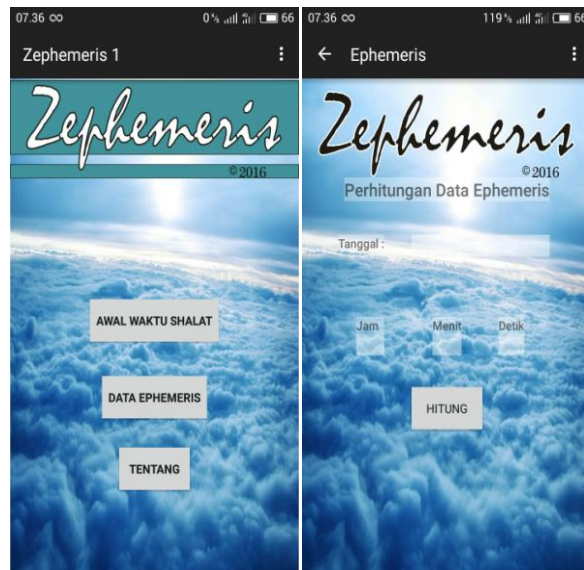 07.36 ∞ 0% 66
Zephemeris 1
Zephemeris
© 2016
AWAL WAKTU SHALAT
DATA EPHEMERIS
TENTANG
07.36 ∞ 119% 66
← Ephemeris
Zephemeris
© 2016
Perhitungan Data Ephemeris
Tanggal :
Jam Menit Detik
HITUNG